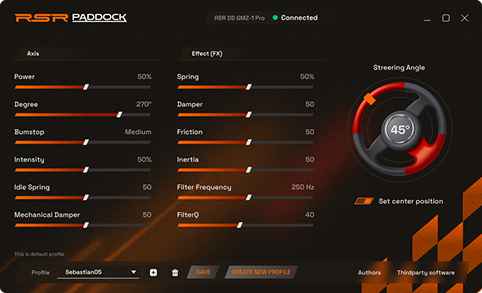 RSR PADDOCK
RSR DD GMZ-1 Pro Connected
Axis
Power 50%
Degree 270°
Bumstop Medium
Intensity 50%
Idle Spring 50
Mechanical Damper 50
Effect (FX)
Spring 50%
Damper 50
Friction 50
Inertia 50
Filter Frequency 250 Hz
FilterQ 40
Streering Angle
45°
Set center position
This is default profile
Profile Sebastian05 SAVE CREATE NEW PROFILE Authors Thirdparty software